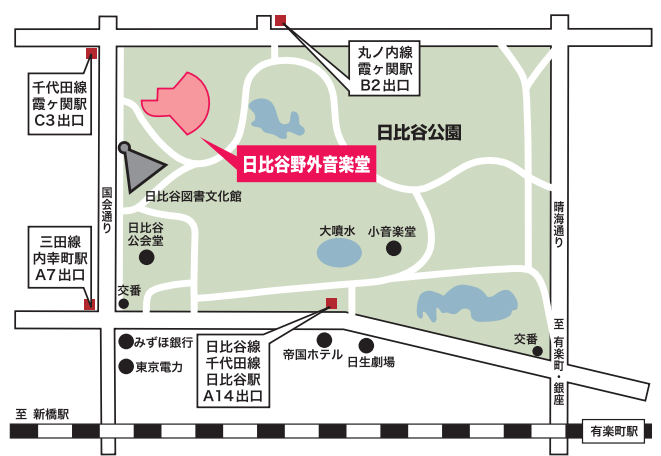 丸ノ内線
霞ヶ関駅
B2出口
千代田線
霞ヶ関駅
C3出口
日比谷公園
日比谷野外音楽堂
国会通り
日比谷図書文化館
晴海通り
日比谷
公会堂
大噴水
小音楽堂
三田線
内幸町駅
A7出口
交番
至 有楽町・銀座
みずほ銀行
東京電力
日比谷線
千代田線
日比谷駅
A14出口
帝国ホテル
日生劇場
交番
至 新橋駅
有楽町駅